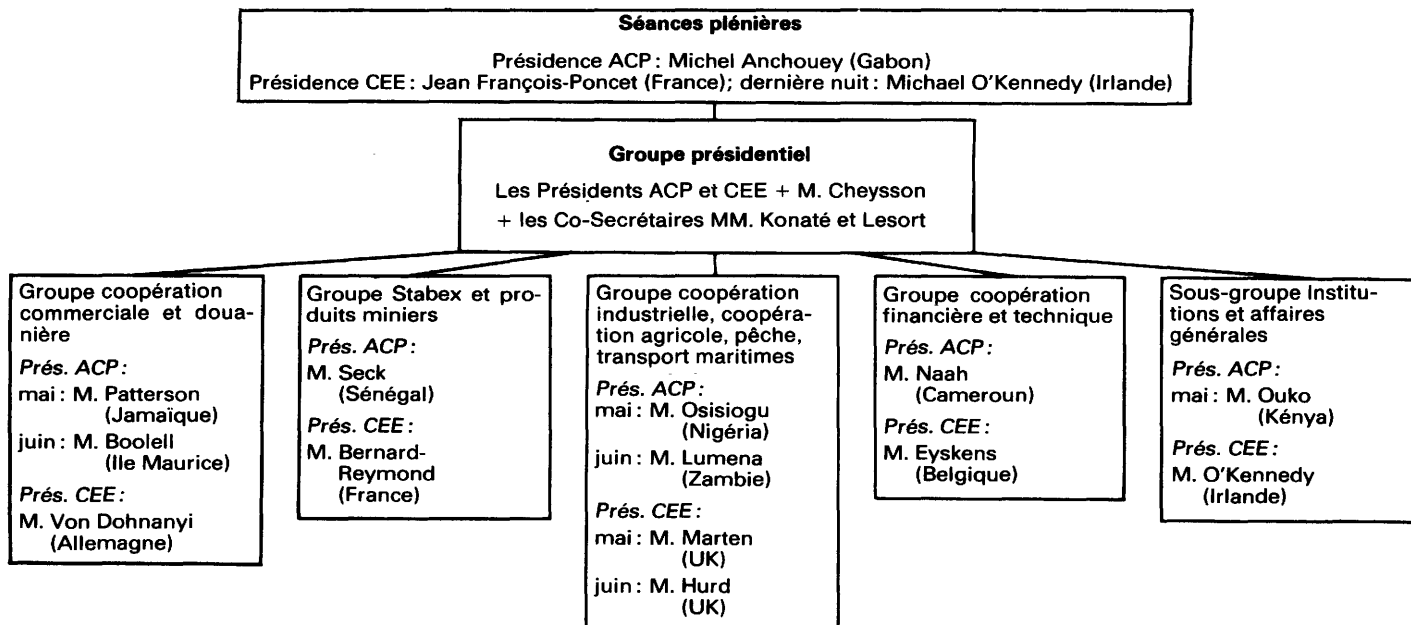 Séances plénières
Présidence ACP : Michel Anchouey (Gabon)
Présidence CEE : Jean François-Poncet (France); dernière nuit : Michael O'Kennedy (Irlande)
Groupe présidentiel
Les Présidents ACP et CEE + M. Cheysson
+ les Co-Secrétaires MM. Konaté et Lesort
Groupe coopération
commerciale et doua-
nière
Prés. ACP :
mai : M. Patterson
(Jamaïque)
juin : M. Boolell
(Ile Maurice)
Prés. CEE :
M. Von Dohnanyi
(Allemagne)
Groupe Stabex et pro-
duits miniers
Prés. ACP :
M. Seck
(Sénégal)
Prés. CEE :
M. Bernard-
Reymond
(France)
Groupe coopération
industrielle, coopéra-
tion agricole, pêche,
transport maritimes
Prés. ACP :
mai : M. Osisiogu
(Nigéria)
juin : M. Lumena
(Zambie)
Prés. CEE :
mai : M. Marten
(UK)
juin : M. Hurd
(UK)
Groupe coopération
financière et technique
Prés. ACP :
M. Naah
(Cameroun)
Prés. CEE :
M. Eyskens
(Belgique)
Sous-groupe Institu-
tions et affaires
générales
Prés. ACP :
mai : M. Ouko
(Kénya)
Prés. CEE :
M. O'Kennedy
(Irlande)